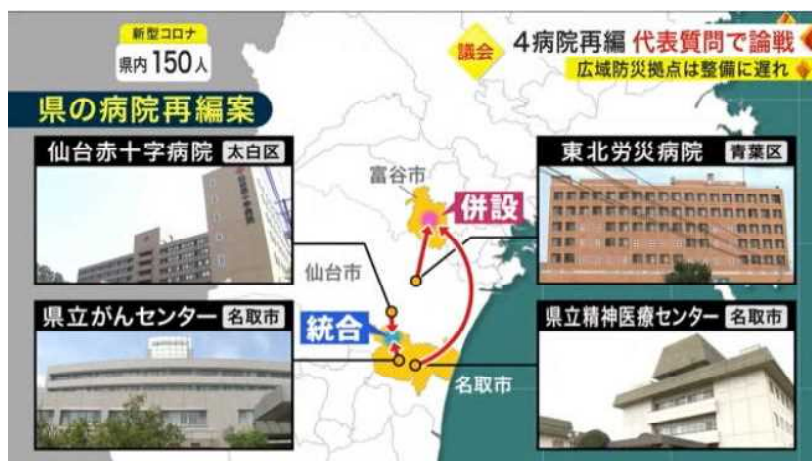 新型コロナ
県内150人
議会
4病院再編 代表質問で論戦
広域防災拠点は整備に遅れ
県の病院再編案
仙台赤十字病院 太白区
東北労災病院 青葉区
富谷市
併設
仙台市
県立がんセンター 名取市
統合
県立精神医療センター 名取市
名取市